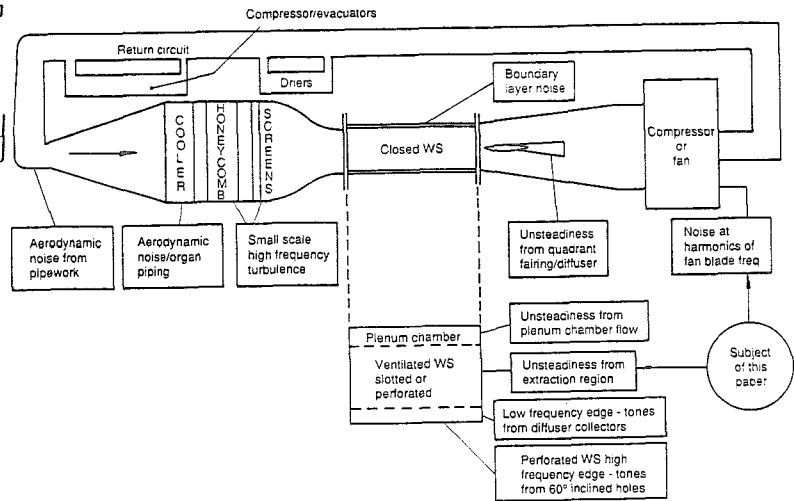 Compressor/evacuators
Return circuit
Driers
Boundary
layer noise
COOLER
HONEYCOMB
SCREENS
Closed WS
Compressor
or
fan
Aerodynamic
noise from
pipework
Aerodynamic
noise/organ
piping
Small scale
high frequency
turbulence
Unsteadiness
from quadrant
fairing/diffuser
Noise at
harmonics of
fan blade freq
Plenum chamber
Unsteadiness from
plenum chamber flow
Ventilated WS
slotted or
perforated
Unsteadiness from
extraction region
Subject
of this
paper
Low frequency edge - tones
from diffuser collectors
Perforated WS high
frequency edge - tones
from 60° inclined holes